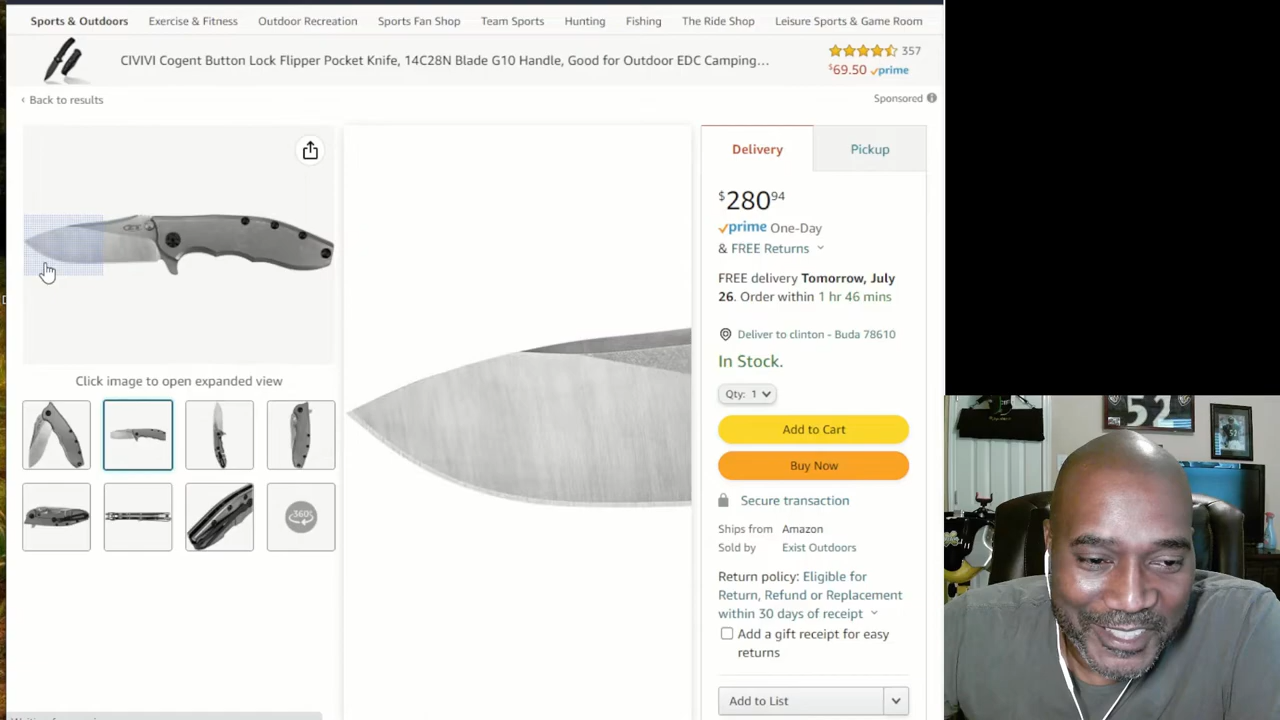 Sports & Outdoors Exercise & Fitness Outdoor Recreation Sports Fan Shop Team Sports Hunting Fishing The Ride Shop Leisure Sports & Game Room
CIVIVI Cogent Button Lock Flipper Pocket Knife, 14C28N Blade G10 Handle, Good for Outdoor EDC Camping...
357
$69.50 prime
‹ Back to results
Sponsored
Delivery
Pickup
$280 94
prime One-Day
& FREE Returns
FREE delivery Tomorrow, July
26. Order within 1 hr 46 mins
Deliver to clinton - Buda 78610
In Stock.
Qty: 1
Add to Cart
Buy Now
Secure transaction
Ships from Amazon
Sold by Exist Outdoors
Return policy: Eligible for
Return, Refund or Replacement
within 30 days of receipt
Add a gift receipt for easy
returns
Add to List
Click image to open expanded view
360°
52